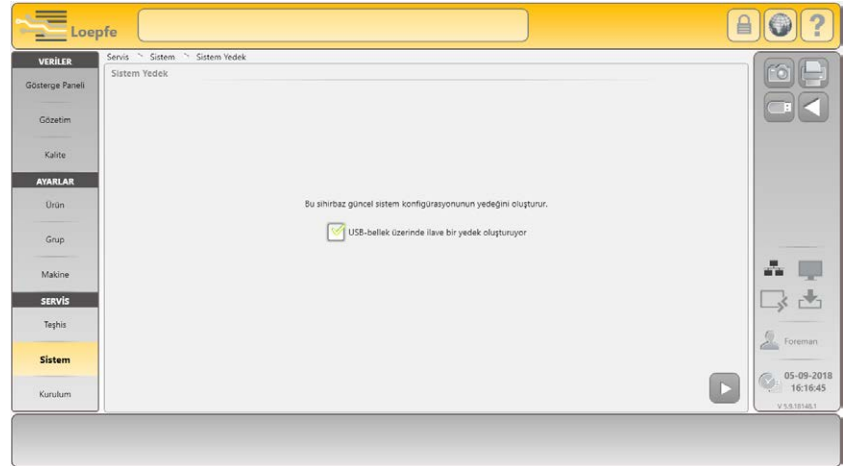 Loepfe
?
VERİLER
Gösterge Paneli
Gözetim
Kalite
AYARLAR
Ürün
Grup
Makine
SERVİS
Teşhis
Sistem
Kurulum
Servis > Sistem > Sistem Yedek
Sistem Yedek
Bu sihirbaz güncel sistem konfigürasyonunun yedeğini oluşturur.
USB-bellek üzerinde ilave bir yedek oluşturuyor
Foreman
05-09-2018
16:16:45